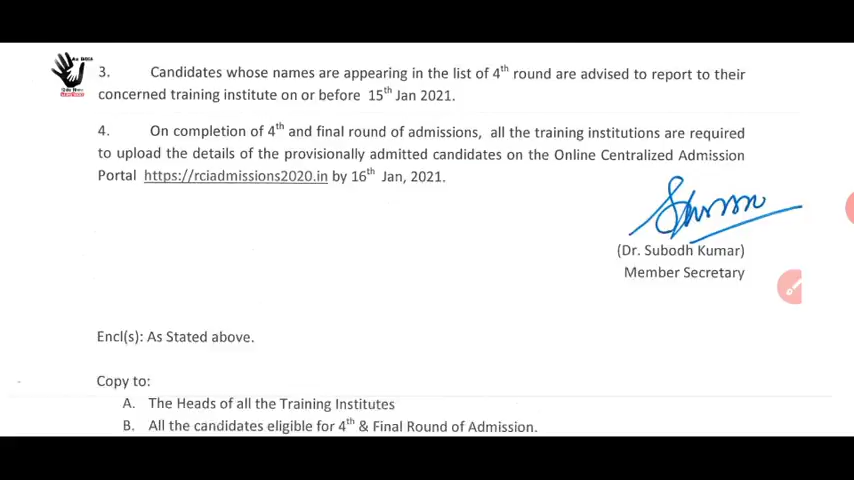 3. Candidates whose names are appearing in the list of 4th round are advised to report to their
concerned training institute on or before 15th Jan 2021.
4. On completion of 4th and final round of admissions, all the training institutions are required
to upload the details of the provisionally admitted candidates on the Online Centralized Admission
Portal https://rciadmissions2020.in by 16th Jan, 2021.
(Dr. Subodh Kumar)
Member Secretary
Encl(s): As Stated above.
Copy to:
A. The Heads of all the Training Institutes
B. All the candidates eligible for 4th & Final Round of Admission.